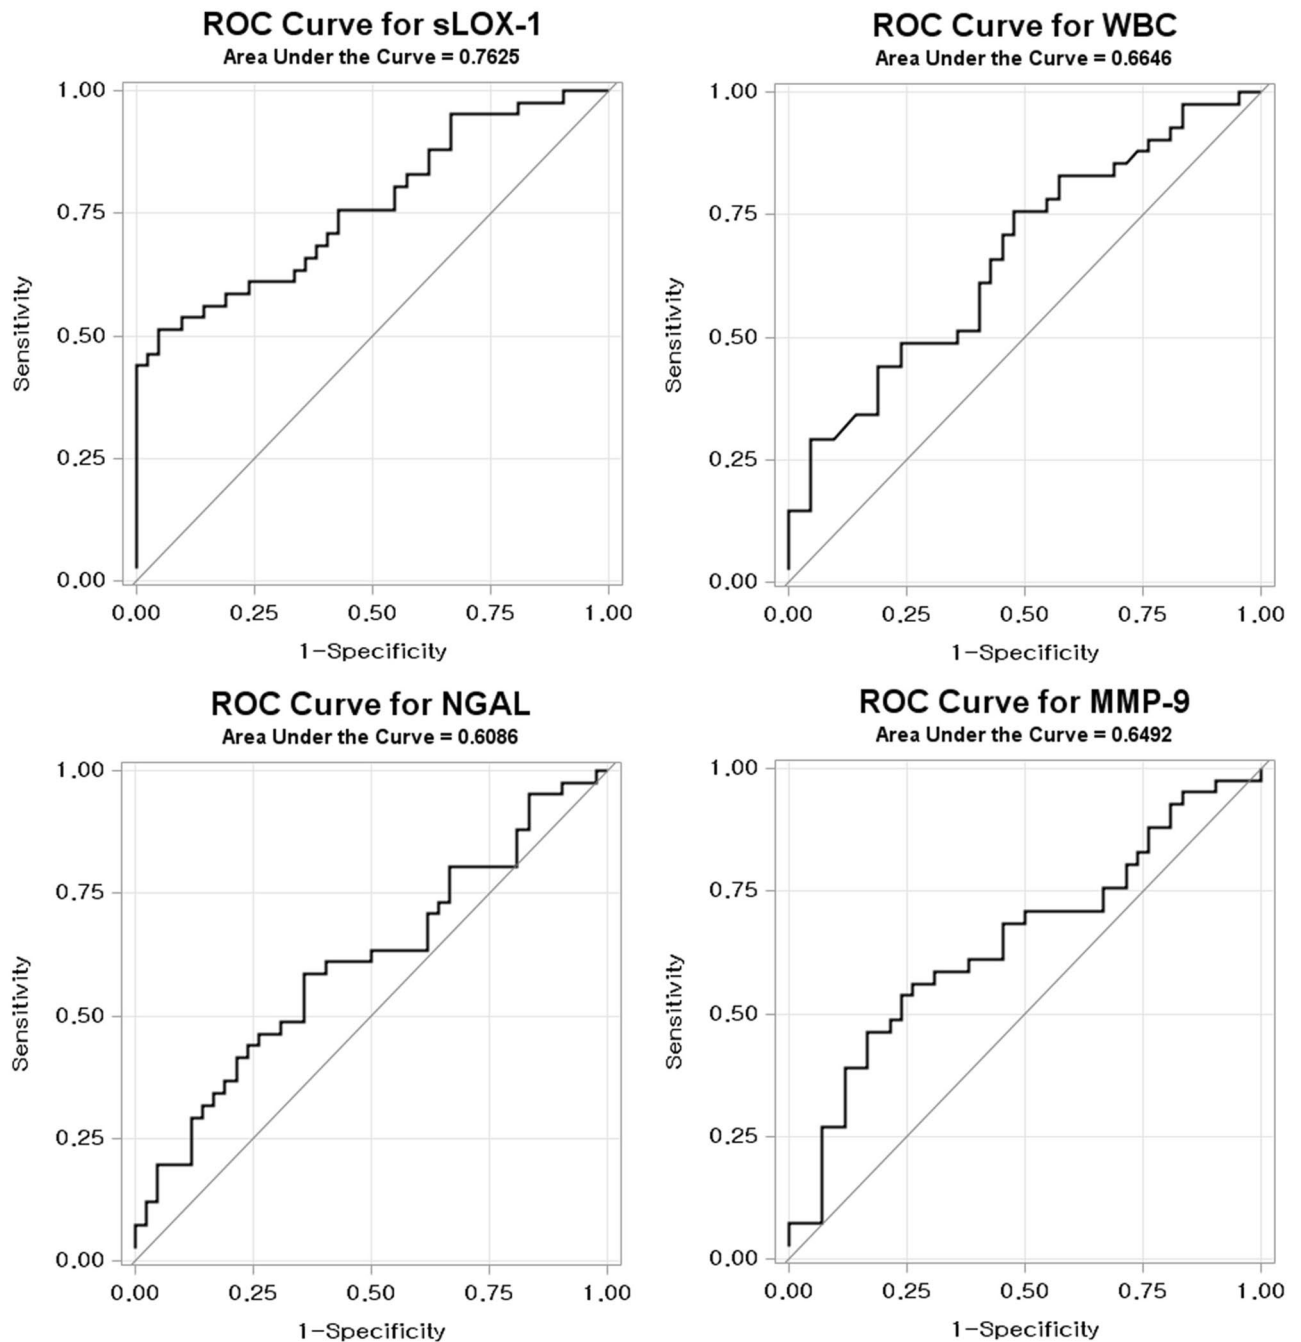 ROC Curve for sLOX-1
Area Under the Curve = 0.7625
1.00
0.75
0.50
0.25
0.00
Sensitivity
0.00 0.25 0.50 0.75 1.00
1-Specificity
ROC Curve for WBC
Area Under the Curve = 0.6646
1.00
0.75
0.50
0.25
0.00
Sensitivity
0.00 0.25 0.50 0.75 1.00
1-Specificity
ROC Curve for NGAL
Area Under the Curve = 0.6086
1.00
0.75
0.50
0.25
0.00
Sensitivity
0.00 0.25 0.50 0.75 1.00
1-Specificity
ROC Curve for MMP-9
Area Under the Curve = 0.6492
1.00
0.75
0.50
0.25
0.00
Sensitivity
0.00 0.25 0.50 0.75 1.00
1-Specificity